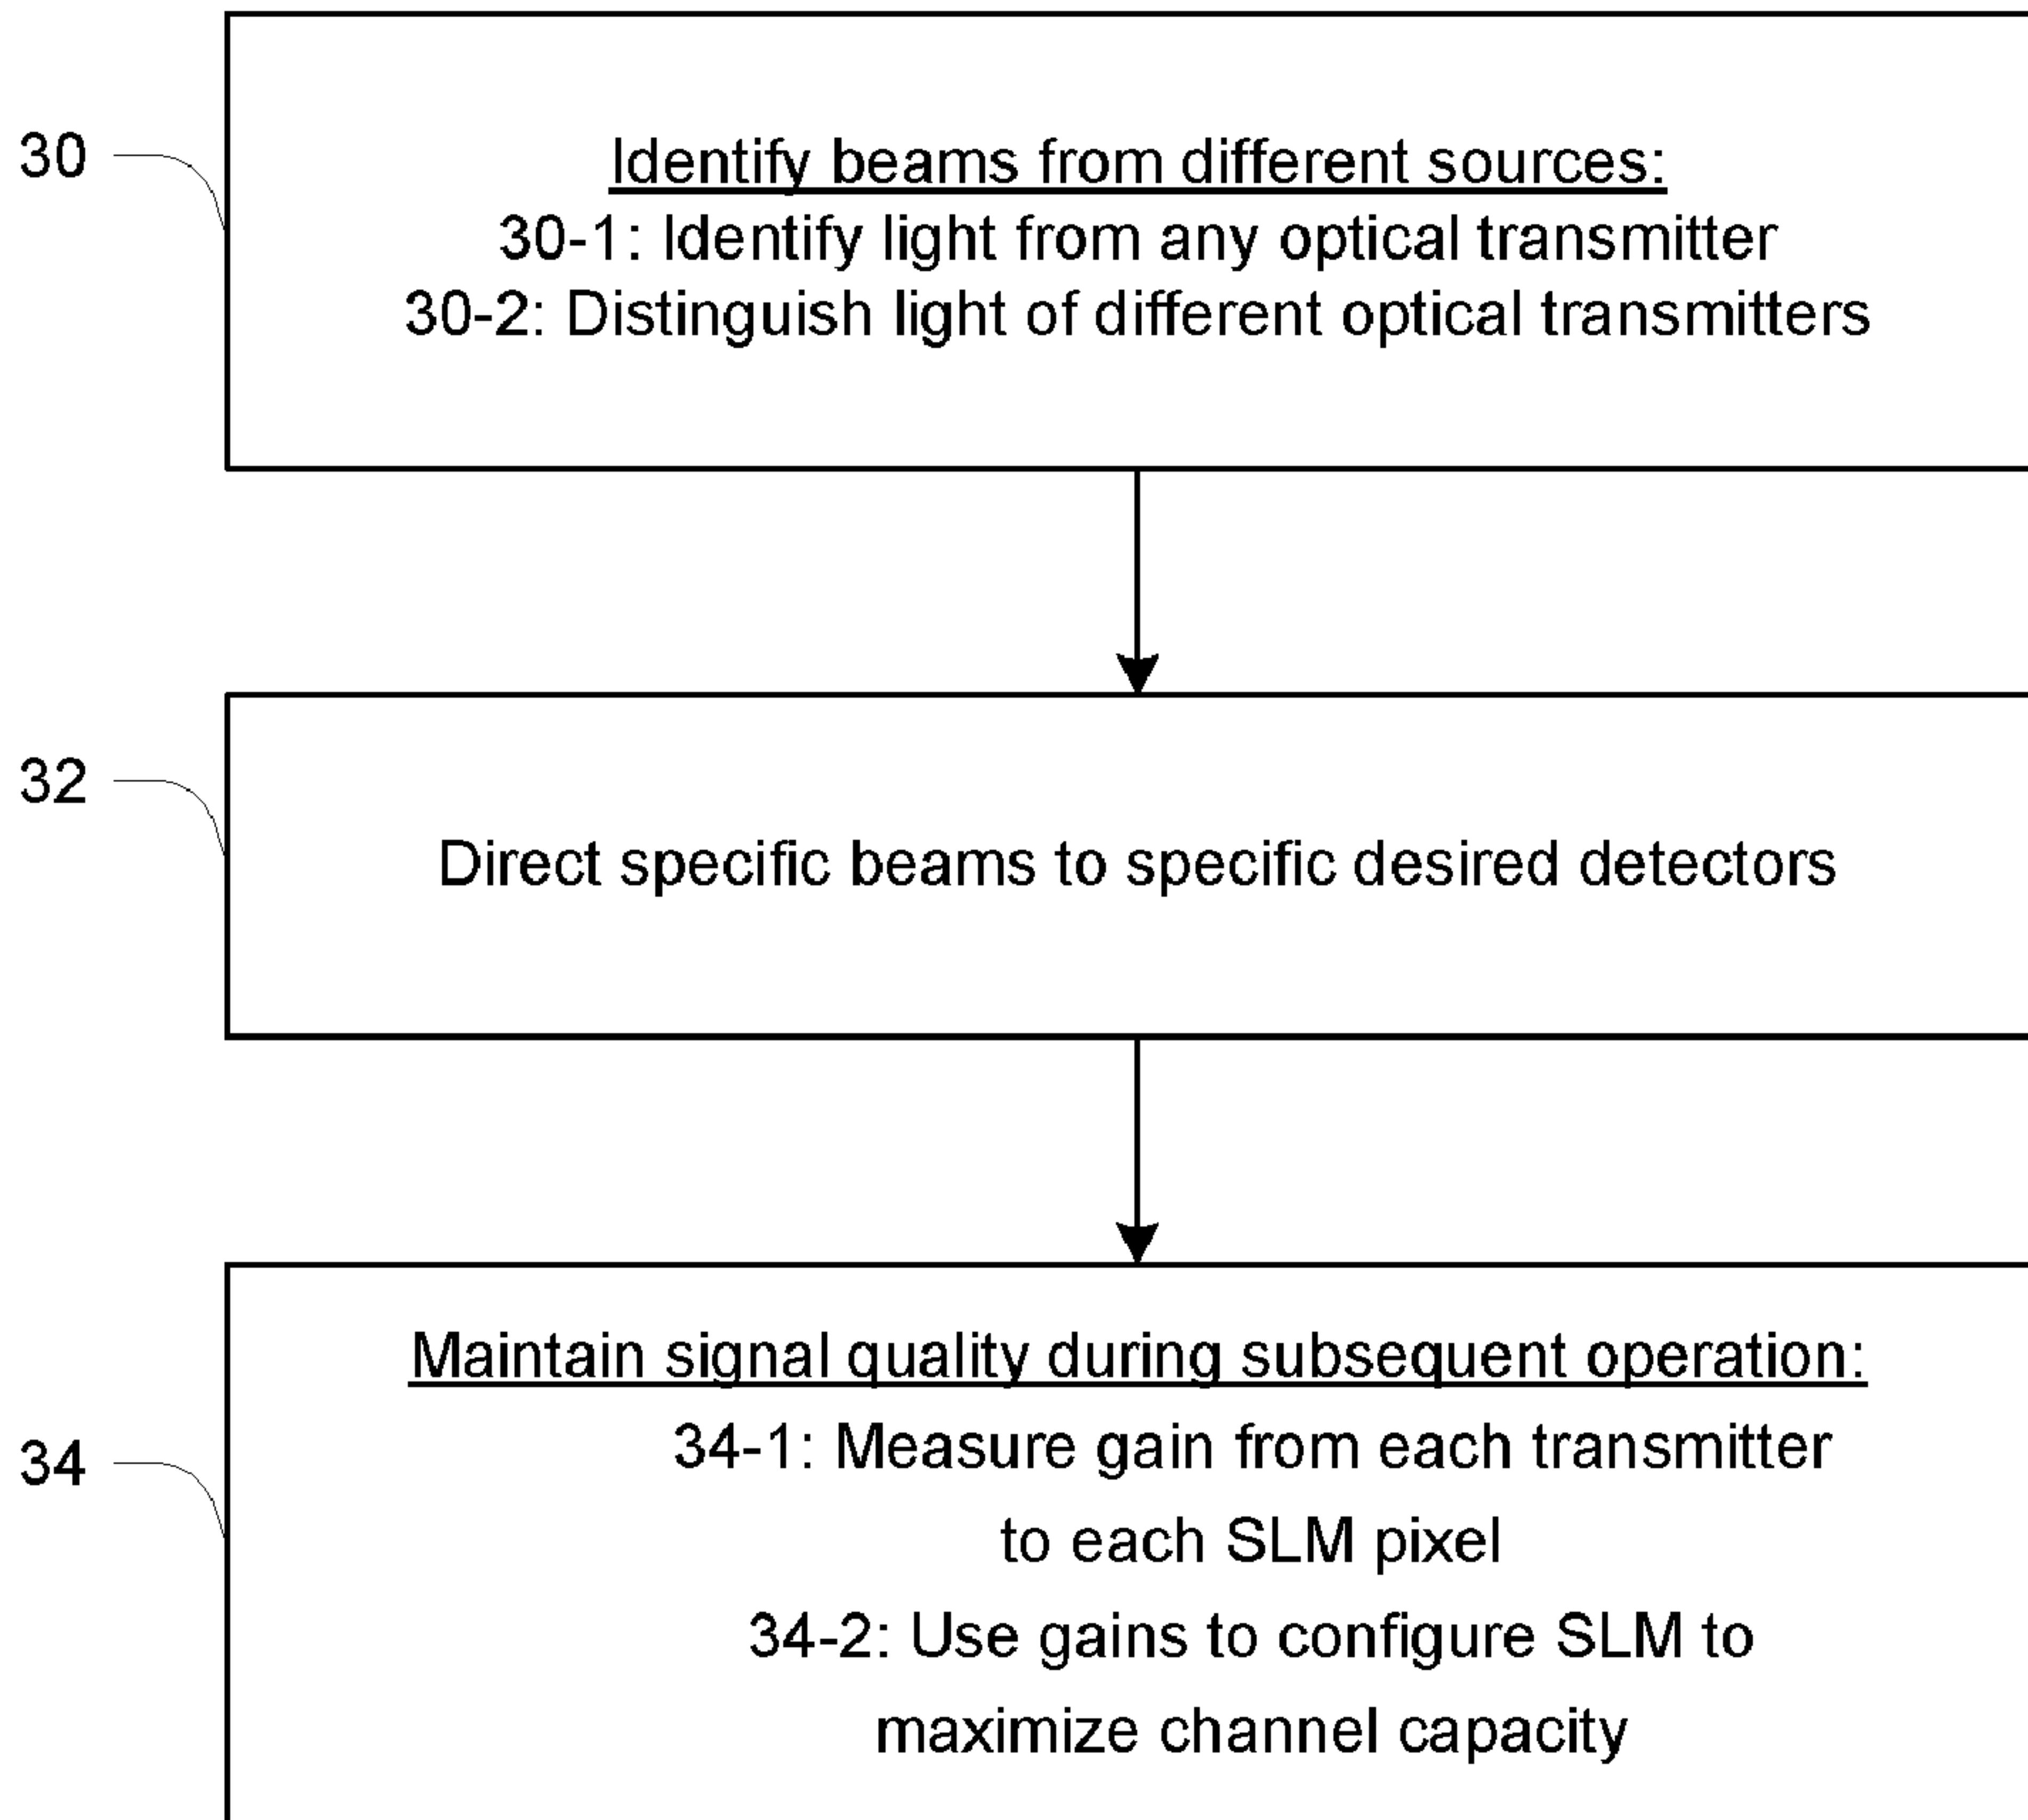 30
Identify beams from different sources:
30-1: Identify light from any optical transmitter
30-2: Distinguish light of different optical transmitters
32
Direct specific beams to specific desired detectors
34
Maintain signal quality during subsequent operation:
34-1: Measure gain from each transmitter
to each SLM pixel
34-2: Use gains to configure SLM to
maximize channel capacity